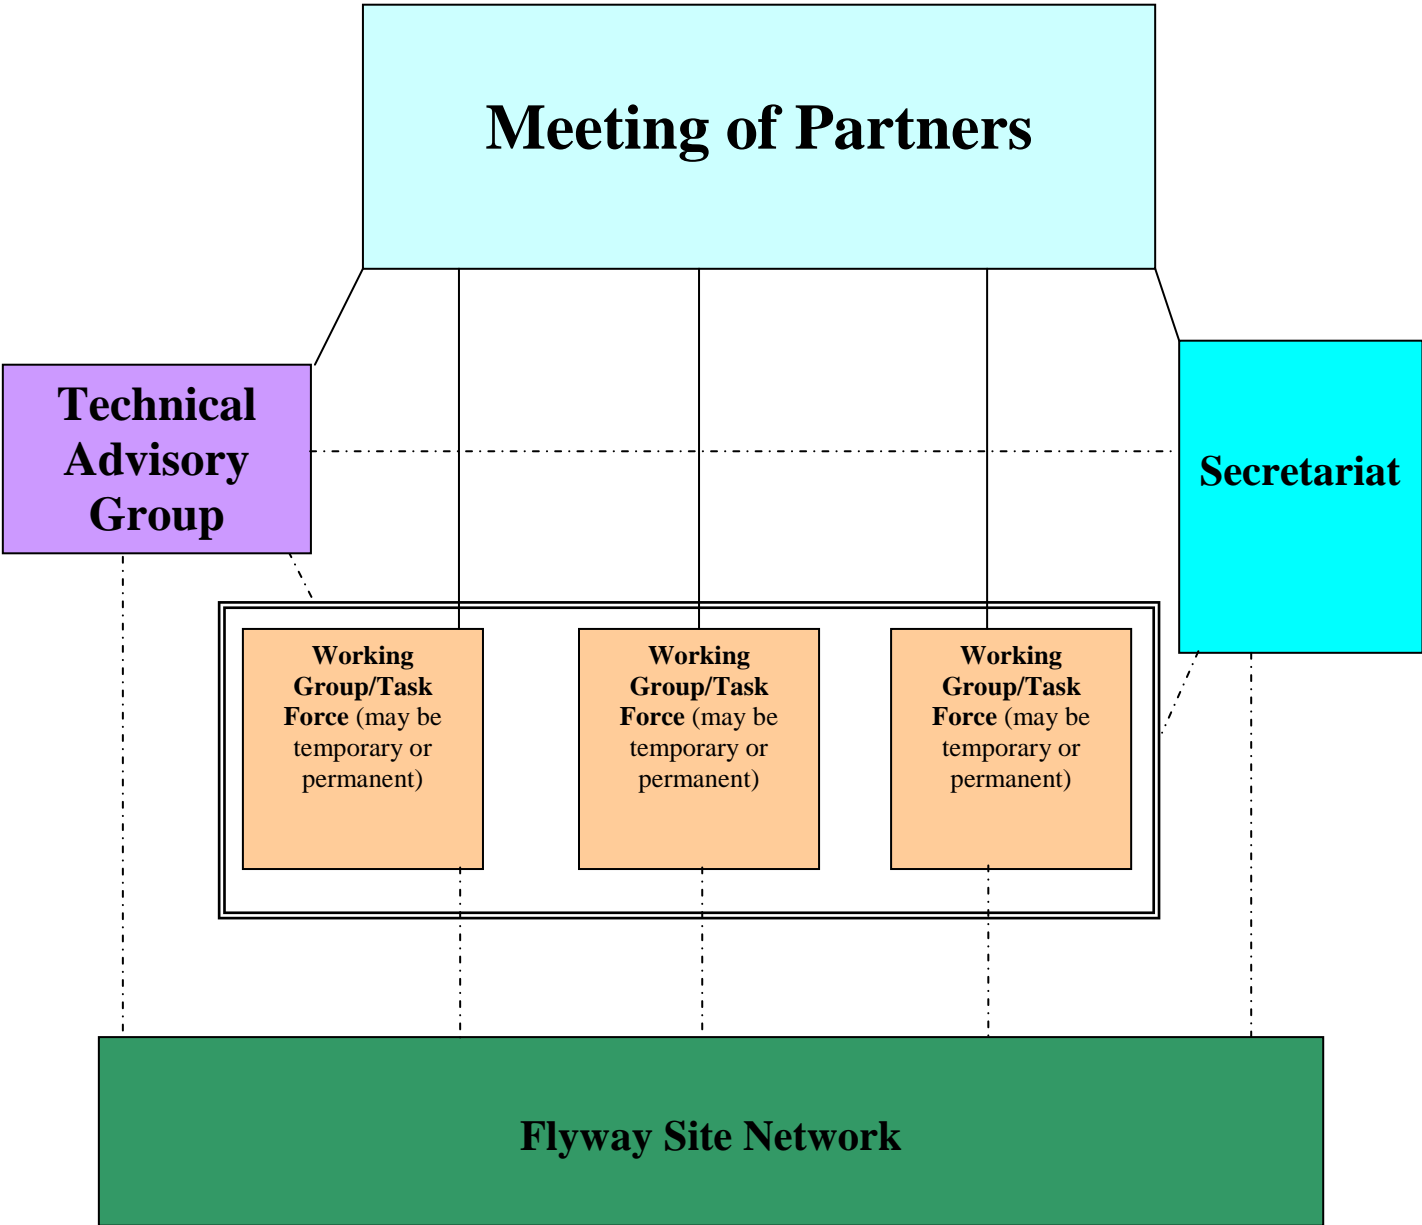 Meeting of Partners
Technical
Advisory
Group
Secretariat
Working
Group/Task
Force (may be
temporary or
permanent)
Working
Group/Task
Force (may be
temporary or
permanent)
Working
Group/Task
Force (may be
temporary or
permanent)
Flyway Site Network